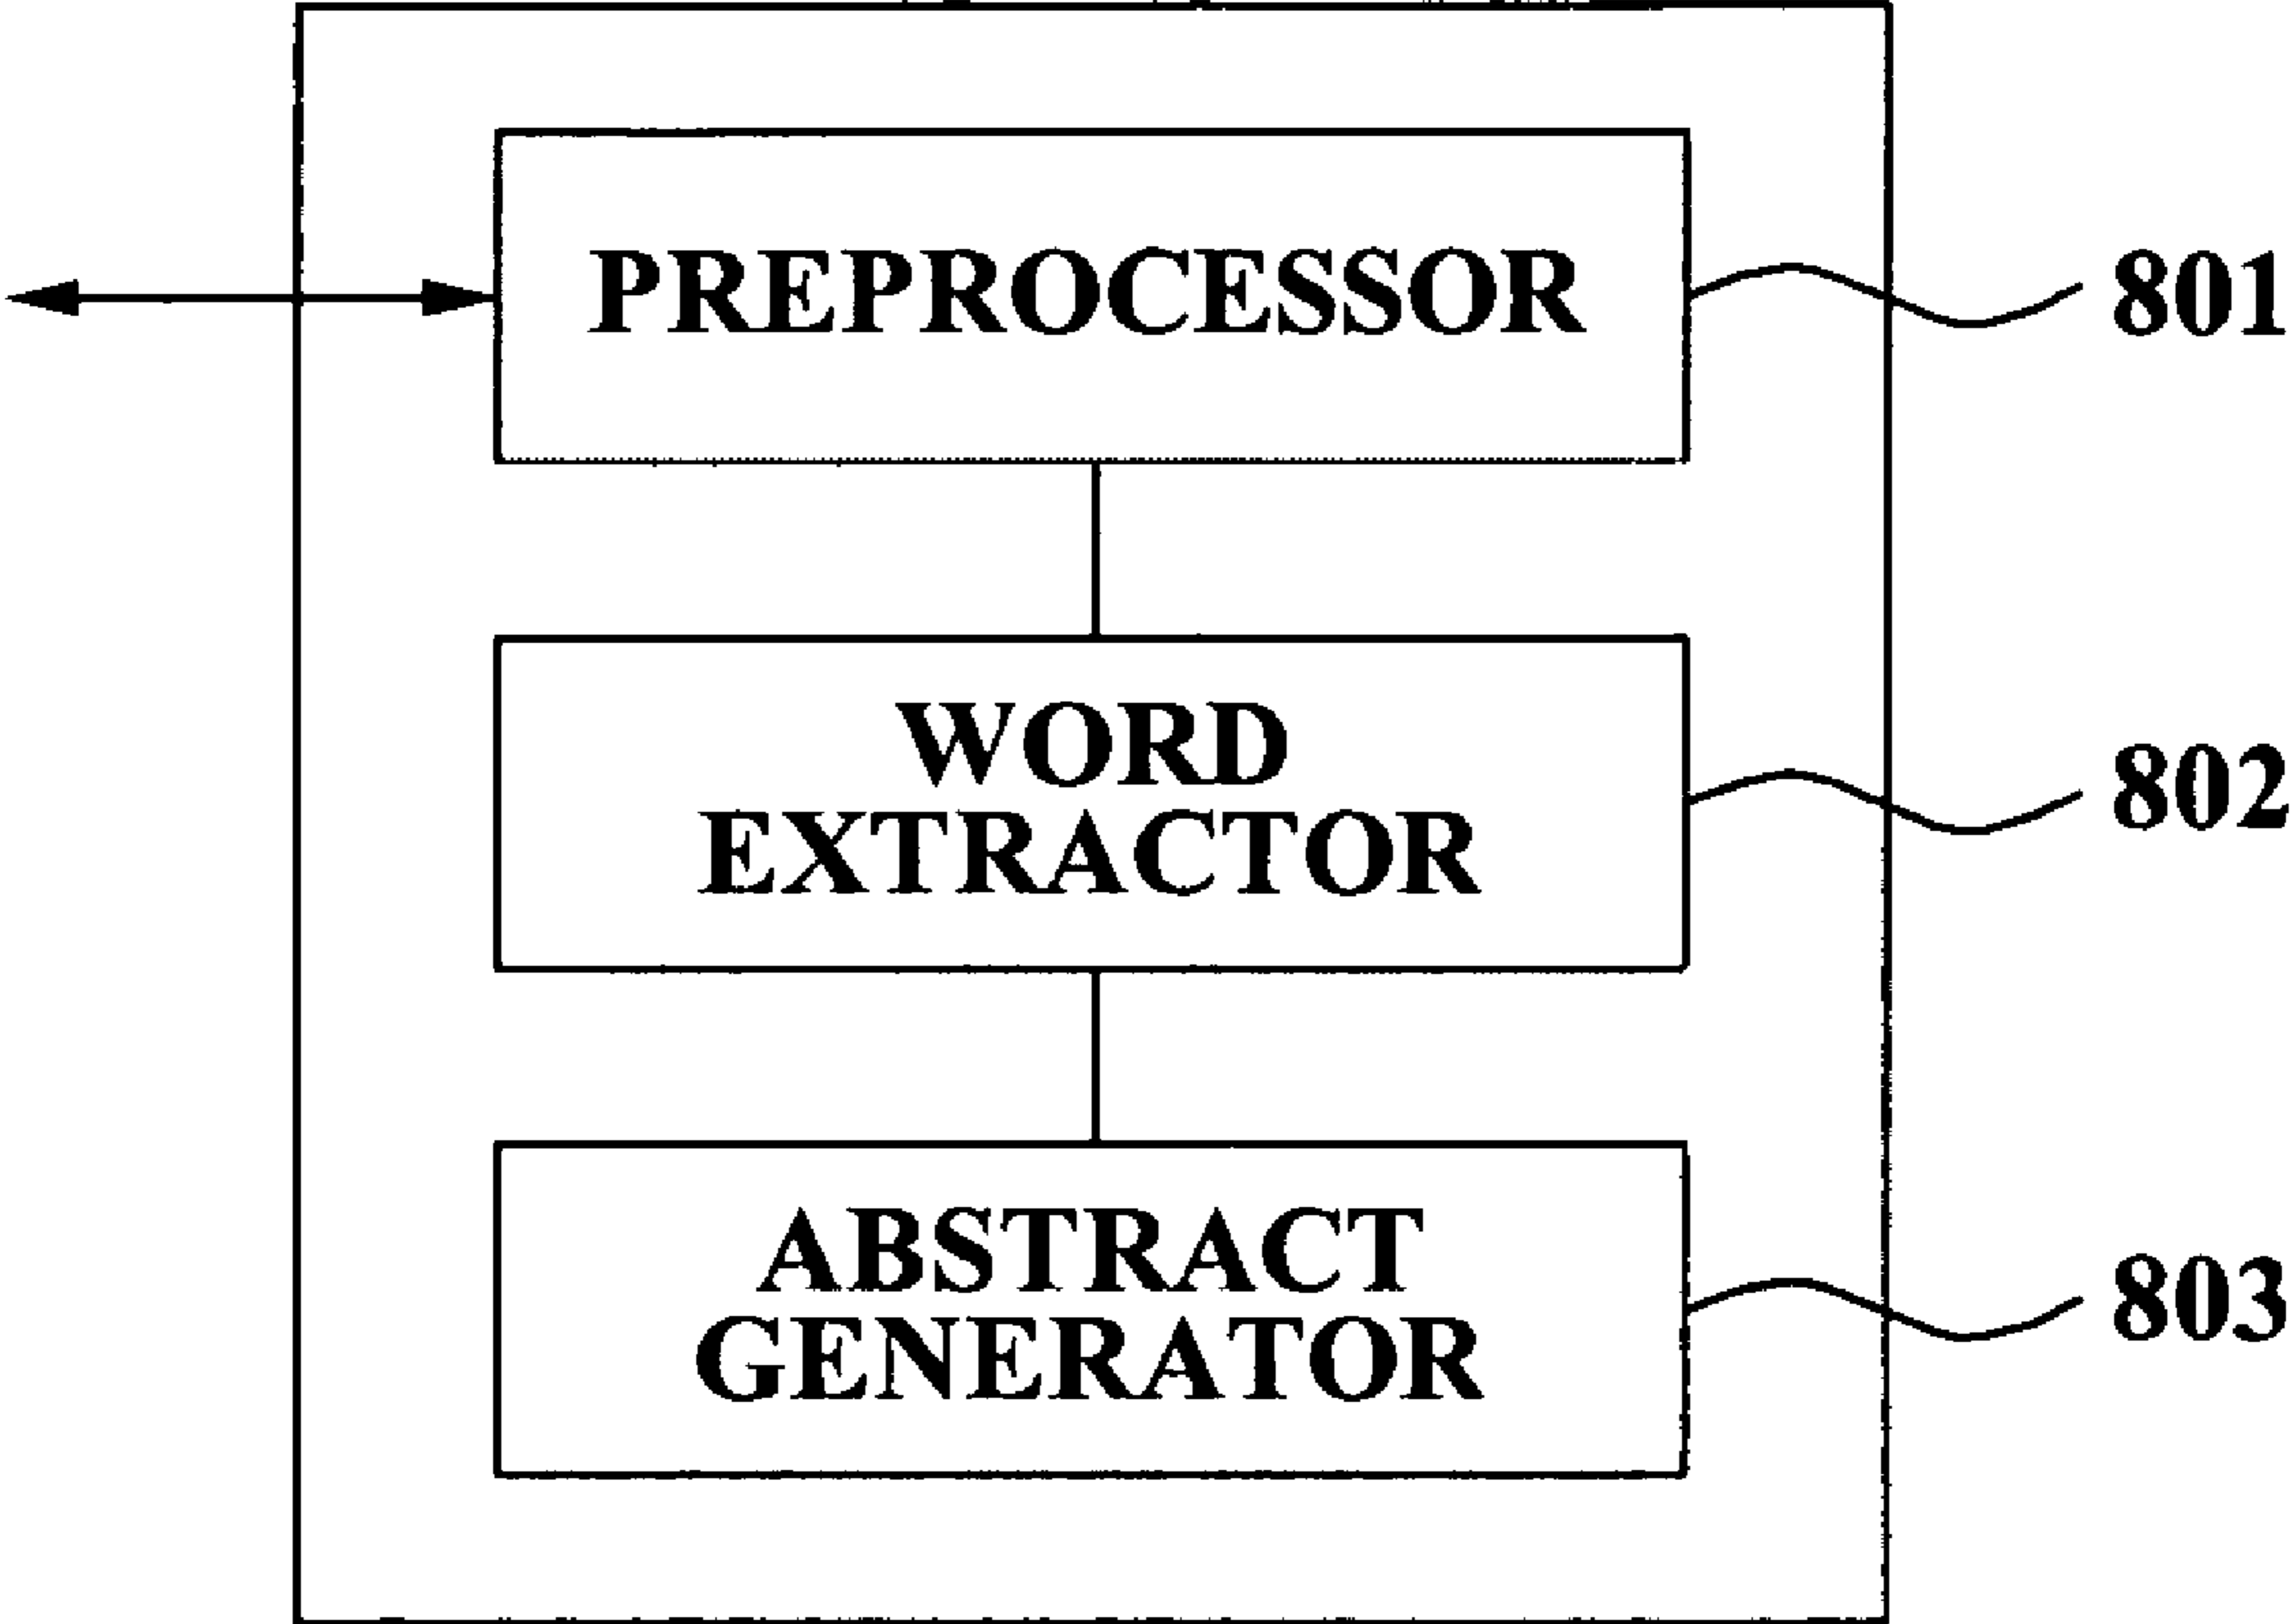 PREPROCESSOR
801
WORD
EXTRACTOR
802
ABSTRACT
GENERATOR
803